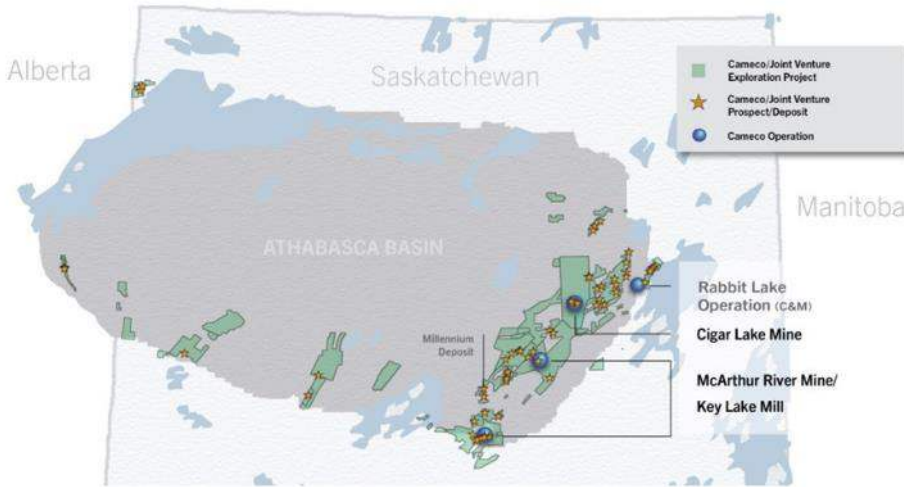 Alberta
Saskatchewan
Cameco/Joint Venture
Exploration Project
Cameco/Joint Venture
Prospect/Deposit
Cameco Operation
Manitoba
ATHABASCA BASIN
Rabbit Lake
Operation (C&M)
Cigar Lake Mine
Millennium
Deposit
McArthur River Mine/
Key Lake Mill